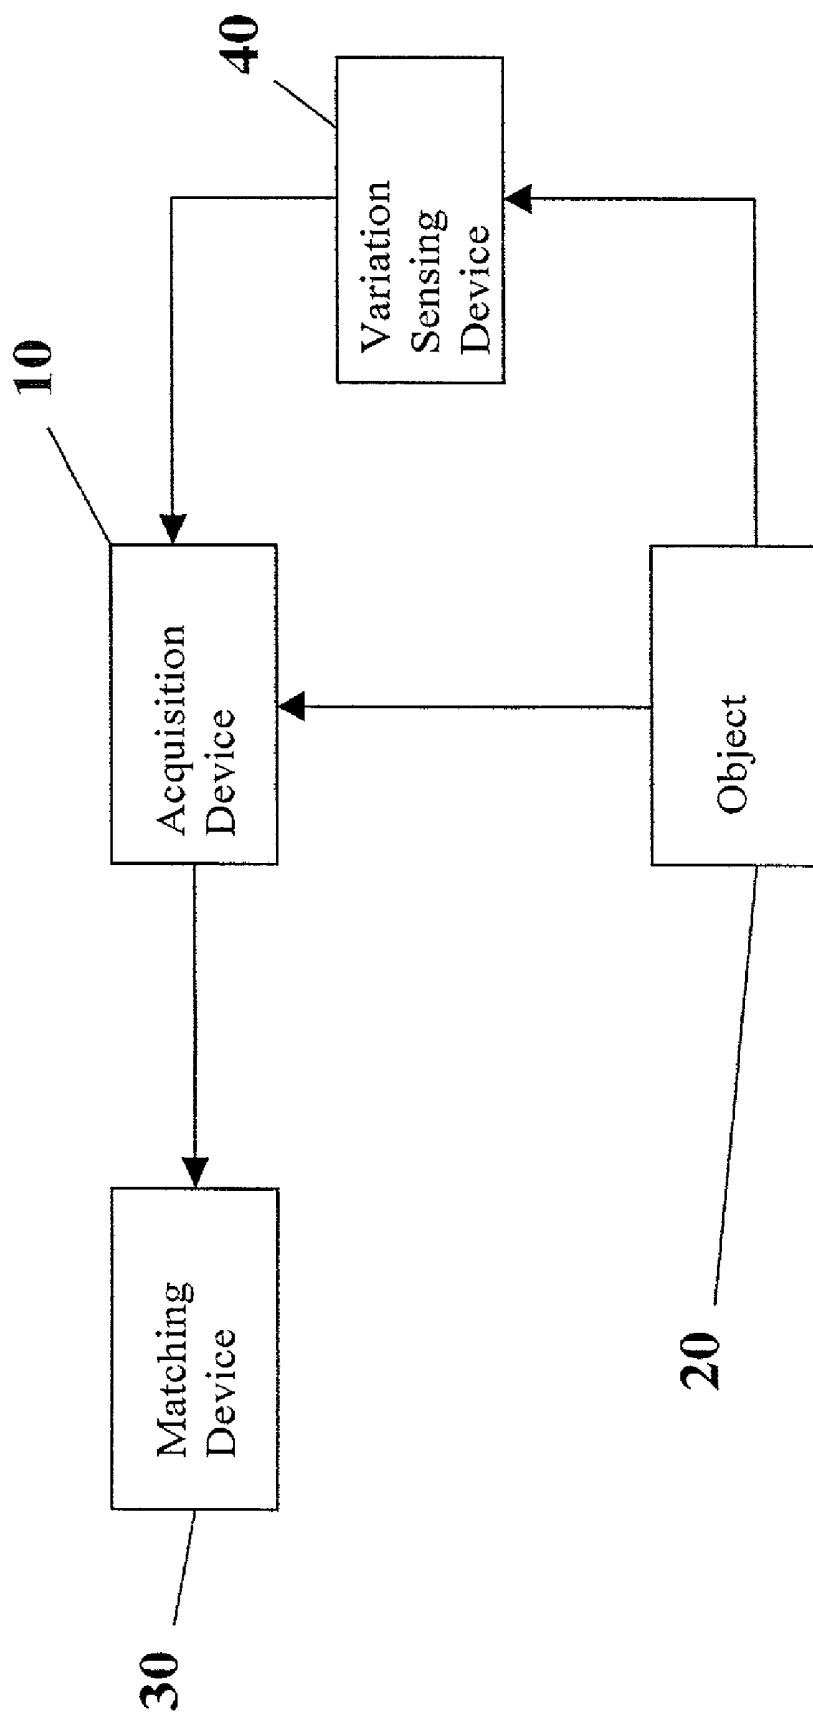 30
Matching
Device
10
Acquisition
Device
40
Variation
Sensing
Device
20
Object